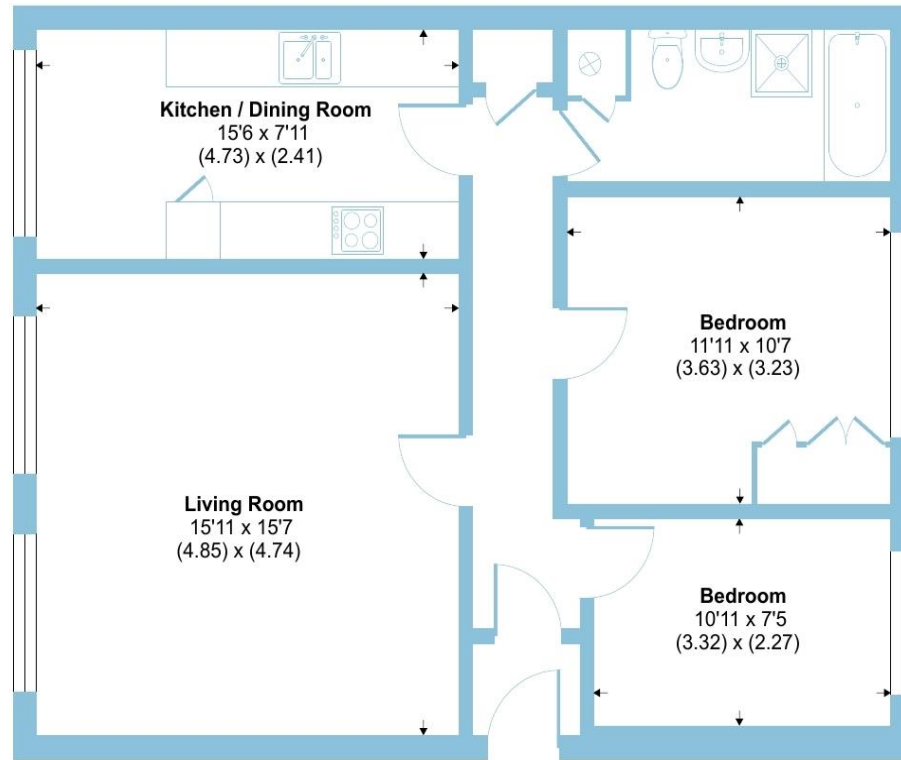 Kitchen / Dining Room
15'6 x 7'11
(4.73) x (2.41)
Bedroom
11'11 x 10'7
(3.63) x (3.23)
Living Room
15'11 x 15'7
(4.85) x (4.74)
Bedroom
10'11 x 7'5
(3.32) x (2.27)